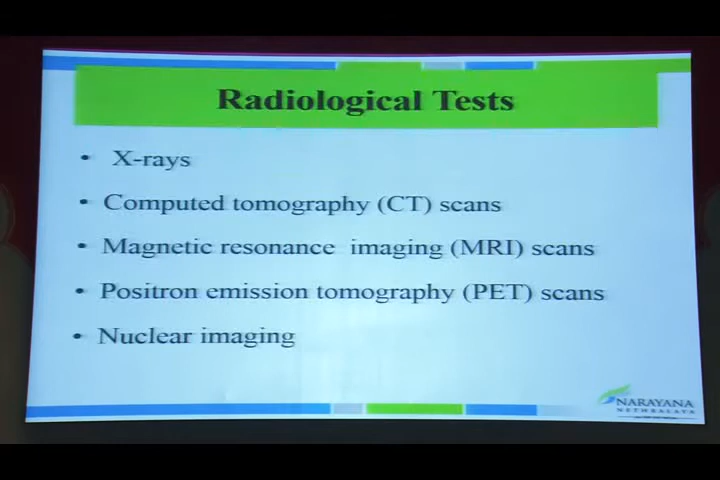 Radiological Tests
• X-rays
• Computed tomography (CT) scans
• Magnetic resonance imaging (MRI) scans
• Positron emission tomography (PET) scans
• Nuclear imaging
NARAYANA
NETHRALAYA